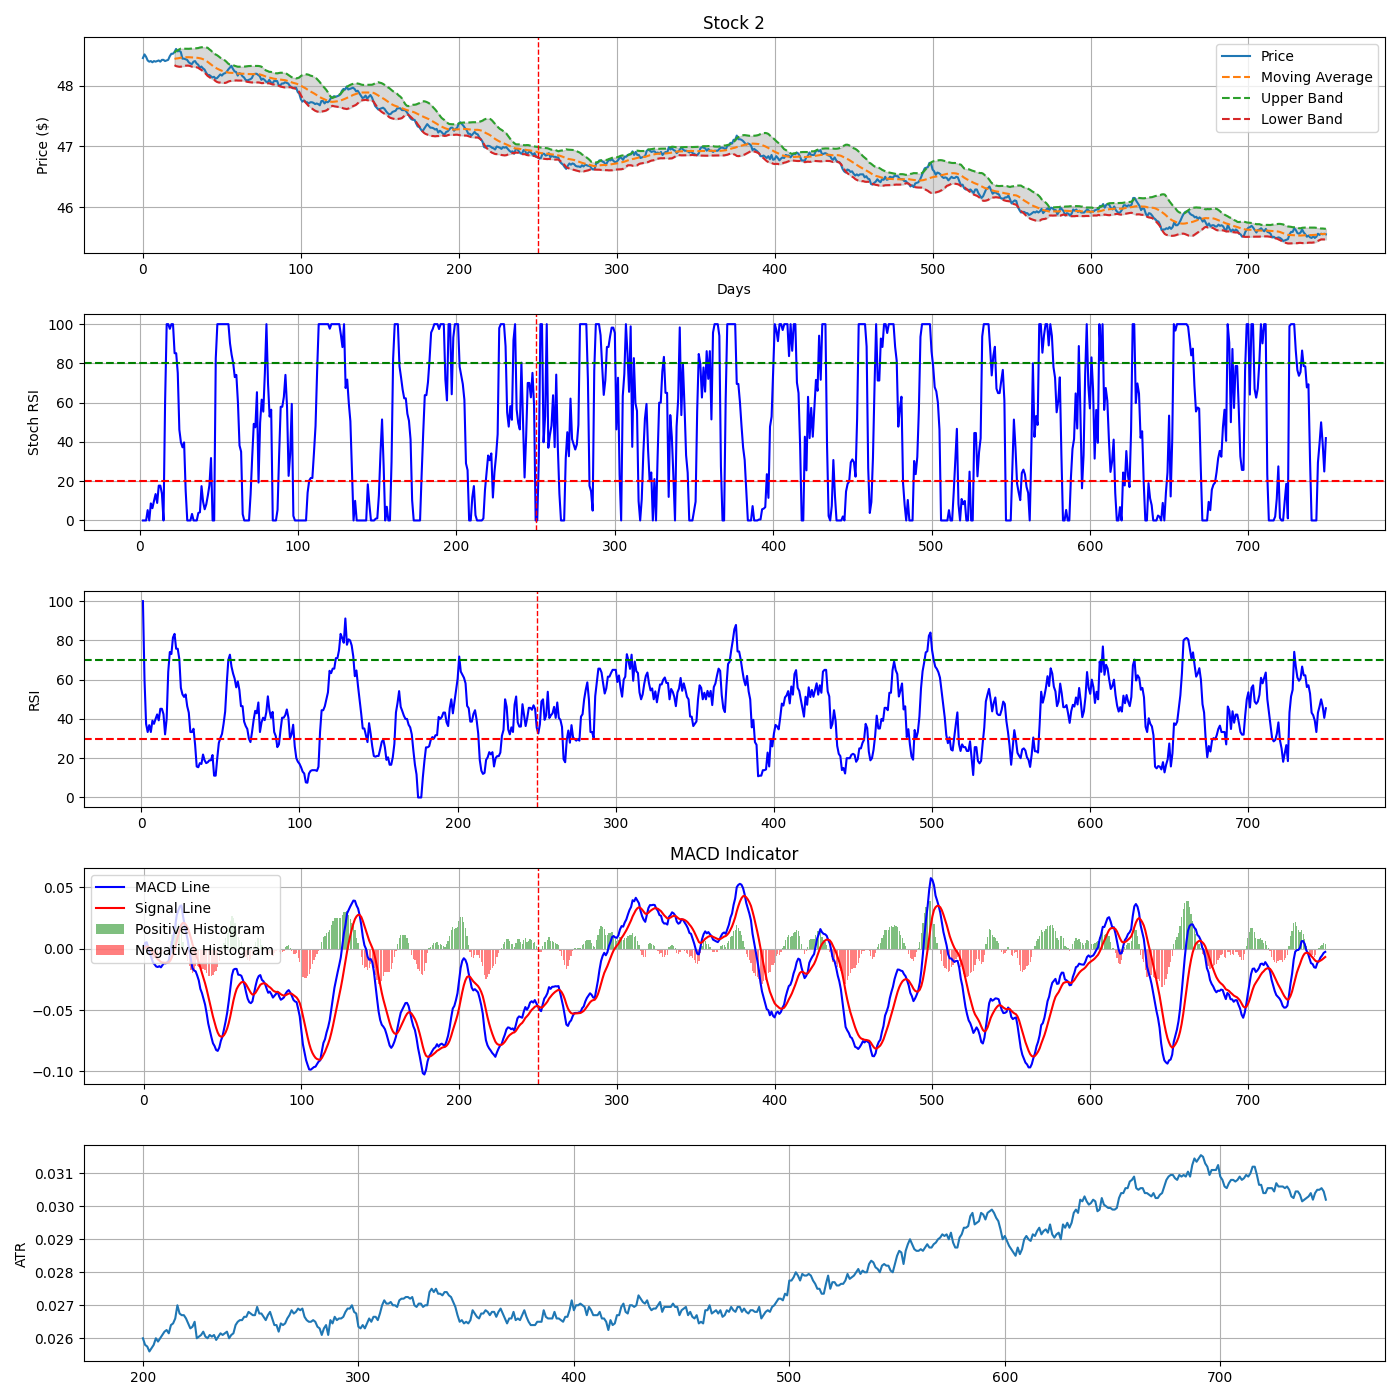 Stock 2
Price ($)
48
47
46
Price
Moving Average
Upper Band
Lower Band
0 100 200 300 400 500 600 700
Days
Stoch RSI
100
80
60
40
20
0
0 100 200 300 400 500 600 700
RSI
100
80
60
40
20
0
0 100 200 300 400 500 600 700
MACD Indicator
0.05
0.00
−0.05
−0.10
MACD Line
Signal Line
Positive Histogram
Negative Histogram
0 100 200 300 400 500 600 700
ATR
0.031
0.030
0.029
0.028
0.027
0.026
200 300 400 500 600 700